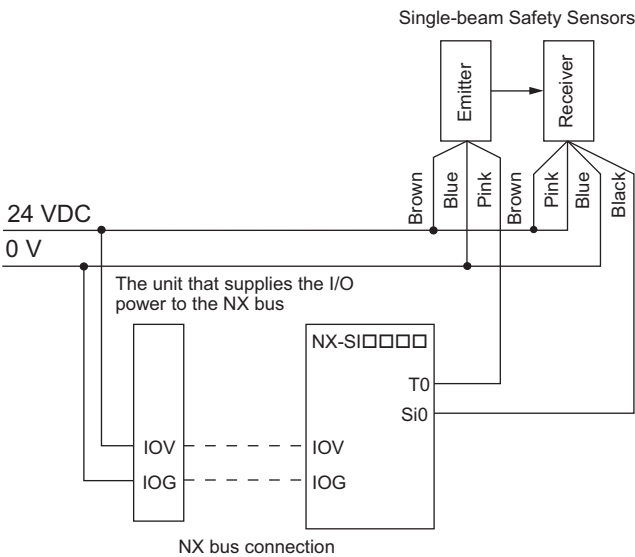 Single-beam Safety Sensors
Emitter
Receiver
Brown
Blue
Pink
Brown
Pink
Blue
Black
24 VDC
0 V
The unit that supplies the I/O
power to the NX bus
NX-SI□□□□
T0
Si0
IOV
IOV
IOG
IOG
NX bus connection